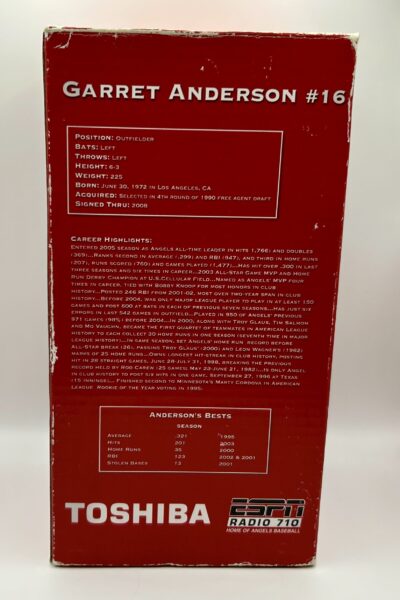 GARRET ANDERSON #16
POSITION: OUTFIELDER
BATS: LEFT
THROWS: LEFT
HEIGHT: 6-3
WEIGHT: 225
BORN: JUNE 30, 1972 IN LOS ANGELES, CA
ACQUIRED: SELECTED IN 4TH ROUND OF 1990 FREE AGENT DRAFT
SIGNED THRU: 2008
CAREER HIGHLIGHTS:
ENTERED 2005 SEASON AS ANGELS ALL-TIME LEADER IN HITS 1,766) AND DOUBLES
(369)...RANKS SECOND IN AVERAGE (.299) AND RBI (947), AND THIRD IN HOME RUNS
(207), RUNS SCORED (760) AND GAMES PLAYED (1,477)...HAS HIT OVER .300 IN LAST
THREE SEASONS AND SIX TIMES IN CAREER...2003 ALL-STAR GAME MVP AND HOME
RUN DERBY CHAMPION AT U.S.CELLULAR FIELD...NAMED AS ANGELS' MVP FOUR
TIMES IN CAREER, TIED WITH BOBBY KNOOP FOR MOST HONORS IN CLUB
HISTORY...POSTED 246 RBI FROM 2001-02, MOST OVER TWO-YEAR SPAN IN CLUB
HISTORY...BEFORE 2004, WAS ONLY MAJOR LEAGUE PLAYER TO PLAY IN AT LEAST 150
GAMES AND POST 600 AT BATS IN EACH OF PREVIOUS SEVEN SEASONS...HAS JUST SIX
ERRORS IN LAST 542 GAMES IN OUTFIELD...PLAYED IN 950 OF ANGELS' PREVIOUS
971 GAMES (.985) BEFORE 2004...IN 2000, ALONG WITH TROY GLAUS, TIM SALMON
AND MO VAUGHN, BECAME THE FIRST QUARTET OF TEAMMATES IN AMERICAN LEAGUE
HISTORY TO EACH COLLECT 30 HOME RUNS IN ONE SEASON (SEVENTH TIME IN MAJOR
LEAGUE HISTORY)...IN SAME SEASON, SET ANGELS' HOME RUN RECORD BEFORE
ALL-STAR BREAK (26), PASSING TROY GLAUS'-2000) AND LEON WAGNER'S (1962)
MARKS OF 25 HOME RUNS...OWNS LONGEST HIT-STREAK IN CLUB HISTORY, POSTING
HIT IN 28 STRAIGHT GAMES, JUNE 28-JULY 31, 1998, BREAKING THE PREVIOUS
RECORD HELD BY ROD CAREW (25 GAMES; MAY 23-JUNE 21, 1982)...IS ONLY ANGEL
IN CLUB HISTORY TO POST SIX HITS IN ONE GAME, SEPTEMBER 27, 1996 AT TEXAS
(15 INNINGS)... FINISHED SECOND TO MINNESOTA'S MARTY CORDOVA IN AMERICAN
LEAGUE ROOKIE OF THE YEAR VOTING IN 1995.
ANDERSON'S BESTS
SEASON
AVERAGE .321 1995
HITS 201 2003
HOME RUNS 35 2000
RBI 123 2002 & 2001
STOLEN BASES 13 2001
TOSHIBA
ESPN
RADIO 710
HOME OF ANGELS BASEBALL